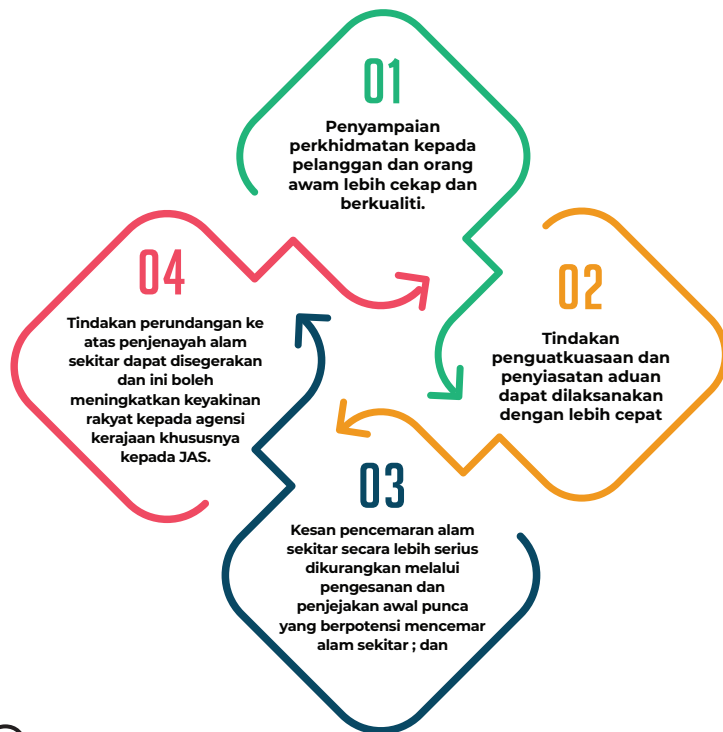 01
Penyampaian
perkhidmatan kepada
pelanggan dan orang
awam lebih cekap dan
berkualiti.
02
Tindakan
penguatkuasaan dan
penyiasatan aduan
dapat dilaksanakan
dengan lebih cepat
03
Kesan pencemaran alam
sekitar secara lebih serius
dikurangkan melalui
pengesanan dan
penjejakan awal punca
yang berpotensi mencemar
alam sekitar ; dan
04
Tindakan perundangan ke
atas penjenayah alam
sekitar dapat disegerakan
dan ini boleh
meningkatkan keyakinan
rakyat kepada agensi
kerajaan khususnya
kepada JAS.